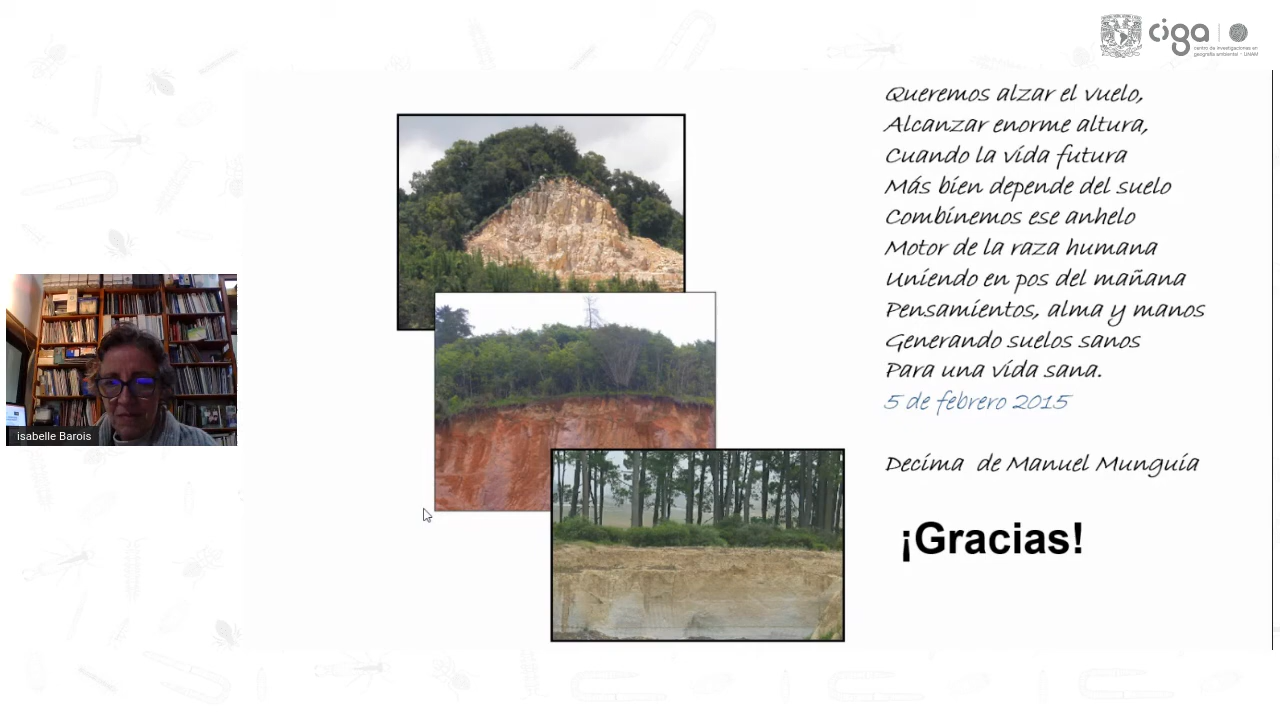 ciga
centro de investigaciones en
geografía ambiental - UNAM
Queremos alzar el vuelo,
Alcanzar enorme altura,
Cuando la vida futura
Más bien depende del suelo
Combinemos ese anhelo
Motor de la raza humana
Uniendo en pos del mañana
Pensamientos, alma y manos
Generando suelos sanos
Para una vida sana.
5 de febrero 2015
Decima de Manuel Munguia
¡Gracias!
isabelle Barois